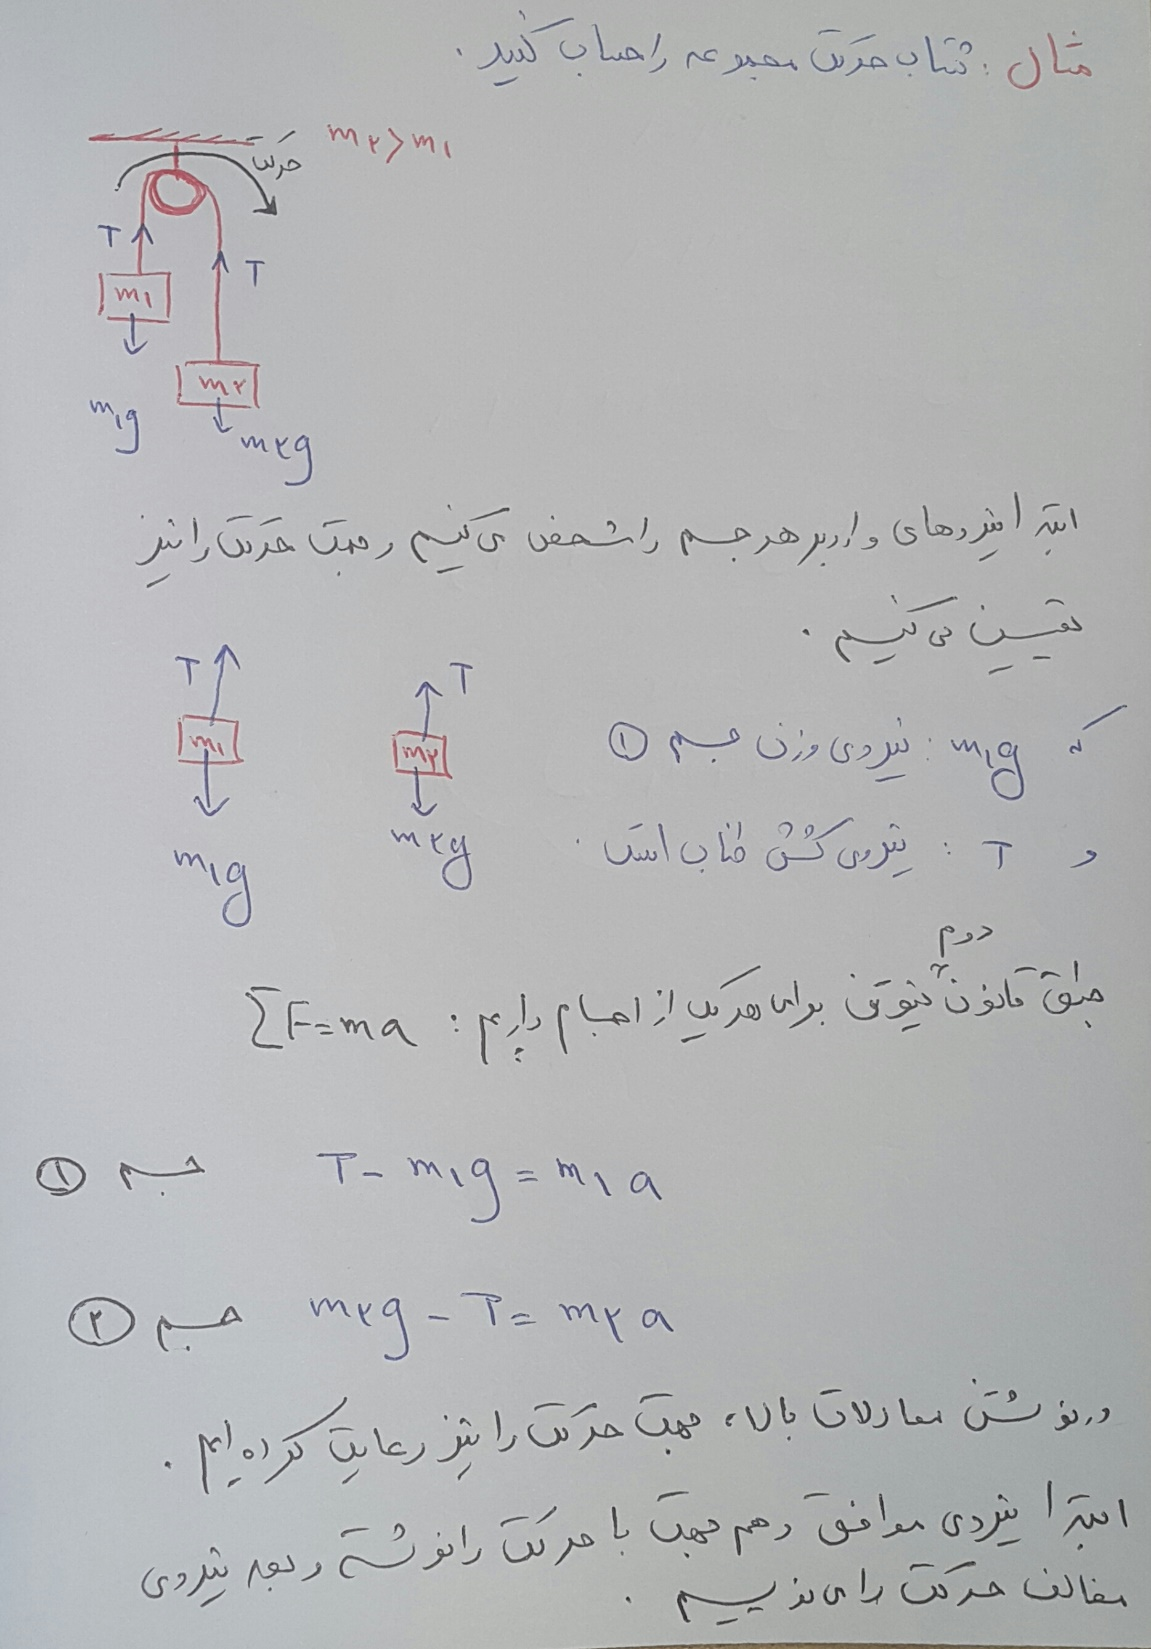 مثال : شتاب حرکت مجموعه را حساب کنید .
m۲>m۱
حرکت
T
T
m۱
m۲
m۱g
m۲g
ابتدا نیروهای وارد بر هر جسم را مشخص می کنیم و جهت حرکت را نیز
تعیین می کنیم .
T
T
m۱
m۲
که m۱g : نیروی وزن جسم ①
m۱g
m۲g
و T : نیروی کشش طناب است .
دوم
طبق قانون نیوتن برای هر یک از اجسام داریم : ΣF=ma
جسم ① T - m۱g = m۱a
جسم ② m۲g - T = m۲a
در نوشتن معادلات بالا، جهت حرکت را نیز رعایت کرده ایم .
ابتدا نیروی موافق و هم جهت با حرکت را نوشته و بعد نیروی
مخالف حرکت را می نویسیم .